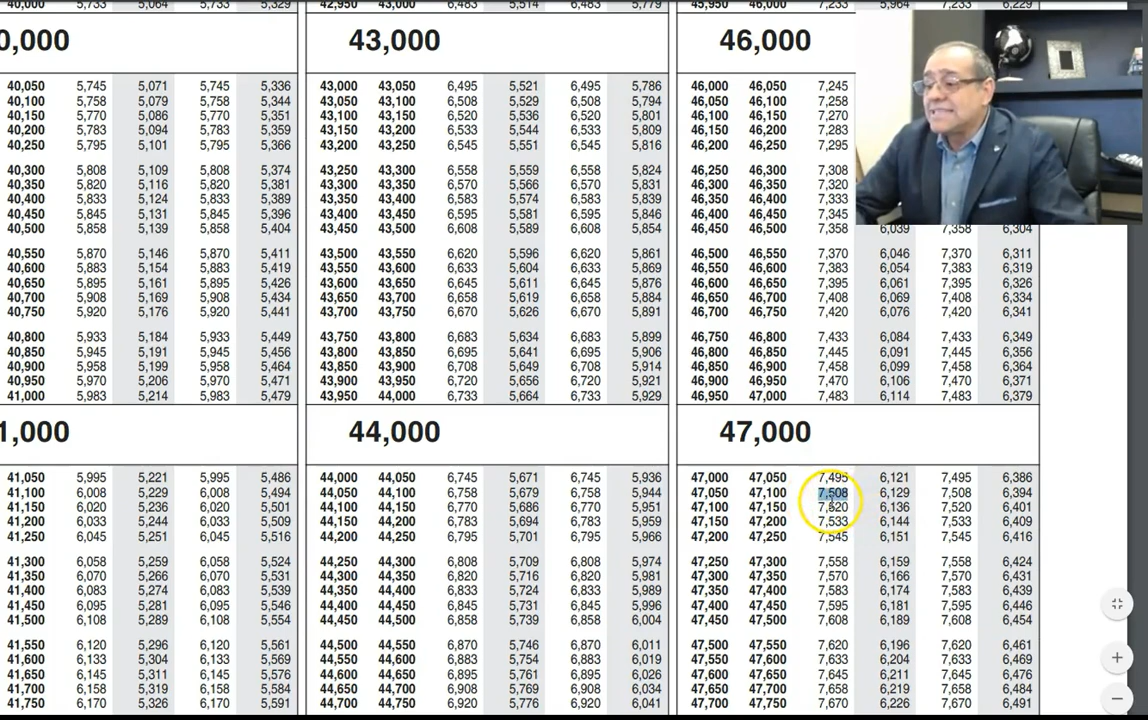 40,000 5,733 5,064 5,733 5,329
0,000
40,050 5,745 5,071 5,745 5,336
40,100 5,758 5,079 5,758 5,344
40,150 5,770 5,086 5,770 5,351
40,200 5,783 5,094 5,783 5,359
40,250 5,795 5,101 5,795 5,366
40,300 5,808 5,109 5,808 5,374
40,350 5,820 5,116 5,820 5,381
40,400 5,833 5,124 5,833 5,389
40,450 5,845 5,131 5,845 5,396
40,500 5,858 5,139 5,858 5,404
40,550 5,870 5,146 5,870 5,411
40,600 5,883 5,154 5,883 5,419
40,650 5,895 5,161 5,895 5,426
40,700 5,908 5,169 5,908 5,434
40,750 5,920 5,176 5,920 5,441
40,800 5,933 5,184 5,933 5,449
40,850 5,945 5,191 5,945 5,456
40,900 5,958 5,199 5,958 5,464
40,950 5,970 5,206 5,970 5,471
41,000 5,983 5,214 5,983 5,479
1,000
41,050 5,995 5,221 5,995 5,486
41,100 6,008 5,229 6,008 5,494
41,150 6,020 5,236 6,020 5,501
41,200 6,033 5,244 6,033 5,509
41,250 6,045 5,251 6,045 5,516
41,300 6,058 5,259 6,058 5,524
41,350 6,070 5,266 6,070 5,531
41,400 6,083 5,274 6,083 5,539
41,450 6,095 5,281 6,095 5,546
41,500 6,108 5,289 6,108 5,554
41,550 6,120 5,296 6,120 5,561
41,600 6,133 5,304 6,133 5,569
41,650 6,145 5,311 6,145 5,576
41,700 6,158 5,319 6,158 5,584
41,750 6,170 5,326 6,170 5,591
42,950 43,000 6,483 5,514 6,483 5,779
43,000
43,000 43,050 6,495 5,521 6,495 5,786
43,050 43,100 6,508 5,529 6,508 5,794
43,100 43,150 6,520 5,536 6,520 5,801
43,150 43,200 6,533 5,544 6,533 5,809
43,200 43,250 6,545 5,551 6,545 5,816
43,250 43,300 6,558 5,559 6,558 5,824
43,300 43,350 6,570 5,566 6,570 5,831
43,350 43,400 6,583 5,574 6,583 5,839
43,400 43,450 6,595 5,581 6,595 5,846
43,450 43,500 6,608 5,589 6,608 5,854
43,500 43,550 6,620 5,596 6,620 5,861
43,550 43,600 6,633 5,604 6,633 5,869
43,600 43,650 6,645 5,611 6,645 5,876
43,650 43,700 6,658 5,619 6,658 5,884
43,700 43,750 6,670 5,626 6,670 5,891
43,750 43,800 6,683 5,634 6,683 5,899
43,800 43,850 6,695 5,641 6,695 5,906
43,850 43,900 6,708 5,649 6,708 5,914
43,900 43,950 6,720 5,656 6,720 5,921
43,950 44,000 6,733 5,664 6,733 5,929
44,000
44,000 44,050 6,745 5,671 6,745 5,936
44,050 44,100 6,758 5,679 6,758 5,944
44,100 44,150 6,770 5,686 6,770 5,951
44,150 44,200 6,783 5,694 6,783 5,959
44,200 44,250 6,795 5,701 6,795 5,966
44,250 44,300 6,808 5,709 6,808 5,974
44,300 44,350 6,820 5,716 6,820 5,981
44,350 44,400 6,833 5,724 6,833 5,989
44,400 44,450 6,845 5,731 6,845 5,996
44,450 44,500 6,858 5,739 6,858 6,004
44,500 44,550 6,870 5,746 6,870 6,011
44,550 44,600 6,883 5,754 6,883 6,019
44,600 44,650 6,895 5,761 6,895 6,026
44,650 44,700 6,908 5,769 6,908 6,034
44,700 44,750 6,920 5,776 6,920 6,041
45,950 46,000 7,233 5,964 7,233 6,229
46,000
46,000 46,050 7,245
46,050 46,100 7,258
46,100 46,150 7,270
46,150 46,200 7,283
46,200 46,250 7,295
46,250 46,300 7,308
46,300 46,350 7,320
46,350 46,400 7,333
46,400 46,450 7,345
46,450 46,500 7,358 6,039 7,358 6,304
46,500 46,550 7,370 6,046 7,370 6,311
46,550 46,600 7,383 6,054 7,383 6,319
46,600 46,650 7,395 6,061 7,395 6,326
46,650 46,700 7,408 6,069 7,408 6,334
46,700 46,750 7,420 6,076 7,420 6,341
46,750 46,800 7,433 6,084 7,433 6,349
46,800 46,850 7,445 6,091 7,445 6,356
46,850 46,900 7,458 6,099 7,458 6,364
46,900 46,950 7,470 6,106 7,470 6,371
46,950 47,000 7,483 6,114 7,483 6,379
47,000
47,000 47,050 7,495 6,121 7,495 6,386
47,050 47,100 7,508 6,129 7,508 6,394
47,100 47,150 7,520 6,136 7,520 6,401
47,150 47,200 7,533 6,144 7,533 6,409
47,200 47,250 7,545 6,151 7,545 6,416
47,250 47,300 7,558 6,159 7,558 6,424
47,300 47,350 7,570 6,166 7,570 6,431
47,350 47,400 7,583 6,174 7,583 6,439
47,400 47,450 7,595 6,181 7,595 6,446
47,450 47,500 7,608 6,189 7,608 6,454
47,500 47,550 7,620 6,196 7,620 6,461
47,550 47,600 7,633 6,204 7,633 6,469
47,600 47,650 7,645 6,211 7,645 6,476
47,650 47,700 7,658 6,219 7,658 6,484
47,700 47,750 7,670 6,226 7,670 6,491